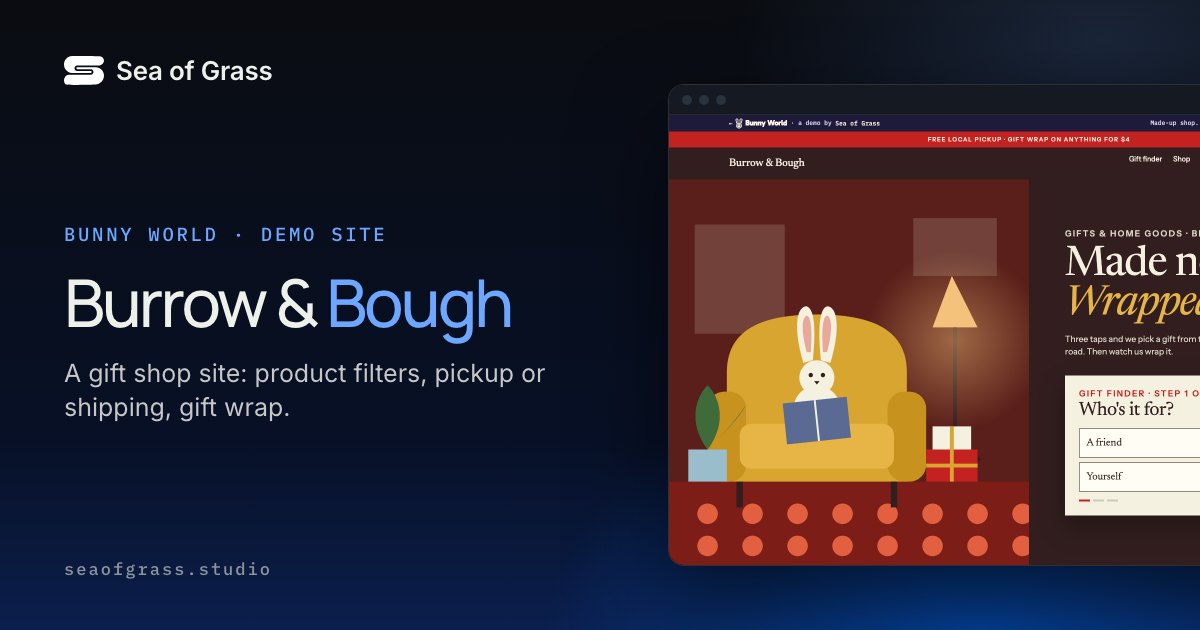 Sea of Grass
BUNNY WORLD · DEMO SITE
Burrow & Bough
A gift shop site: product filters, pickup or
shipping, gift wrap.
seaofgrass.studio
← Bunny World · a demo by Sea of Grass
Made-up shop.
FREE LOCAL PICKUP · GIFT WRAP ON ANYTHING FOR $4
Burrow & Bough
Gift finder Shop
GIFTS & HOME GOODS ·
Made
Wrapped
Three taps and we pick a gift from
road. Then watch us wrap it.
GIFT FINDER · STEP 1
Who's it for?
A friend
Yourself